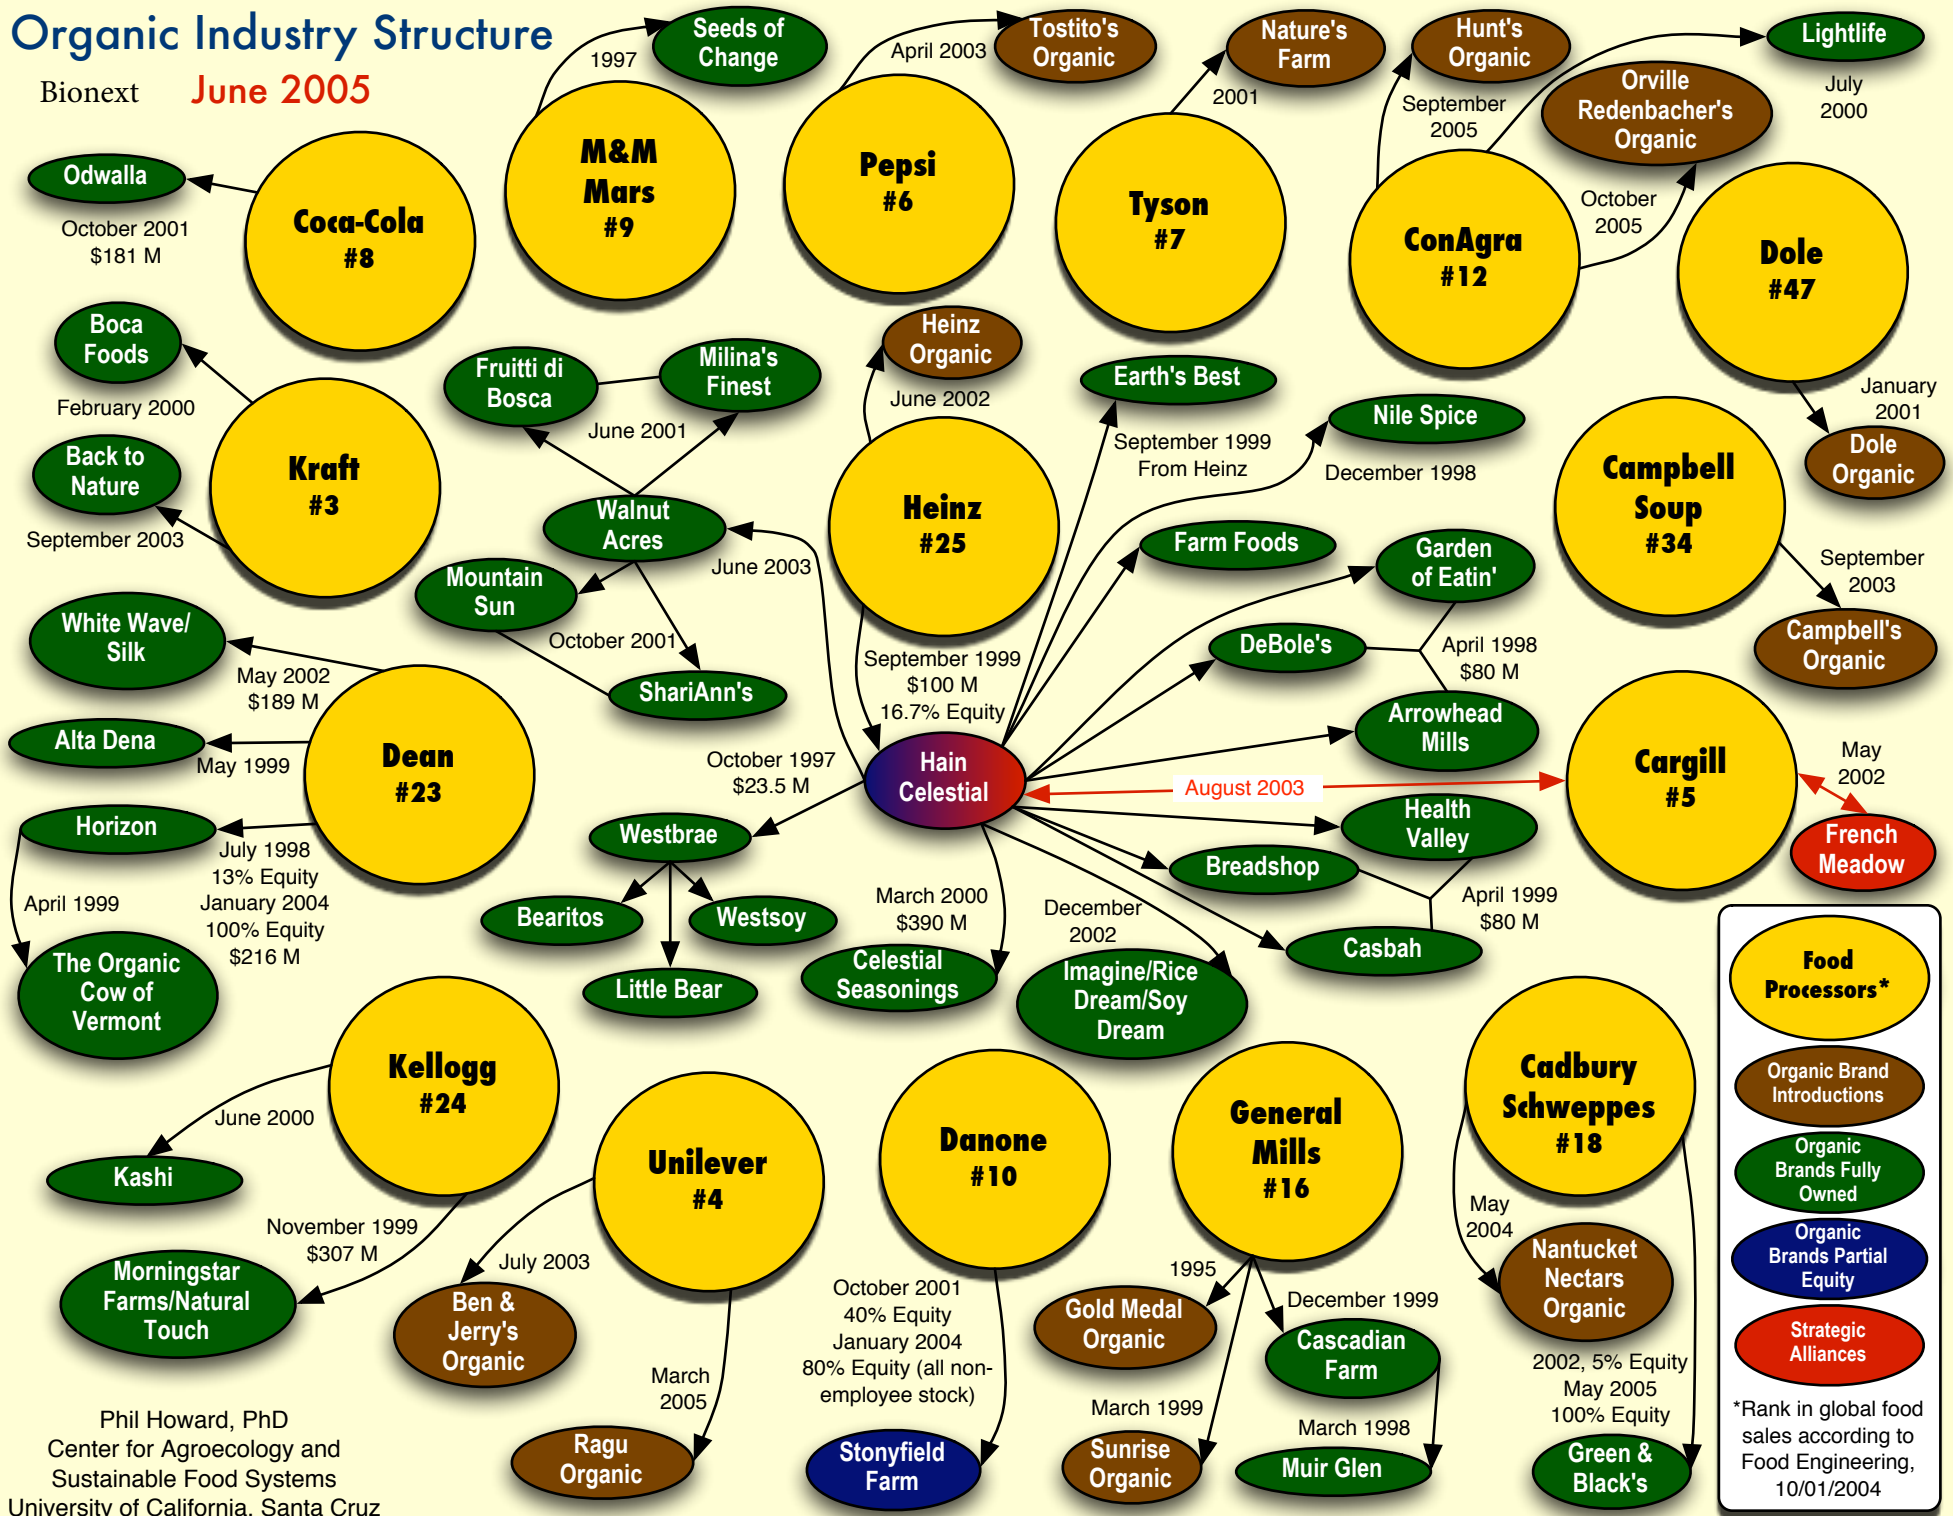 Organic Industry Structure
Bionext June 2005
1997
Seeds of
Change
April 2003
Tostito's
Organic
Nature's
Farm
2001
Hunt's
Organic
September
2005
Lightlife
July
2000
Orville
Redenbacher's
Organic
October
2005
Odwalla
October 2001
$181 M
Coca-Cola
#8
M&M
Mars
#9
Pepsi
#6
Tyson
#7
ConAgra
#12
Dole
#47
January
2001
Dole
Organic
Boca
Foods
February 2000
Back to
Nature
September 2003
Kraft
#3
Fruitti di
Bosca
Milina's
Finest
June 2001
Walnut
Acres
June 2003
Mountain
Sun
October 2001
ShariAnn's
Heinz
Organic
June 2002
Heinz
#25
September 1999
$100 M
16.7% Equity
Earth's Best
September 1999
From Heinz
Nile Spice
December 1998
Farm Foods
Garden
of Eatin'
DeBole's
April 1998
$80 M
Arrowhead
Mills
Campbell
Soup
#34
September
2003
Campbell's
Organic
White Wave/
Silk
May 2002
$189 M
Alta Dena
May 1999
Dean
#23
Horizon
July 1998
13% Equity
January 2004
100% Equity
$216 M
April 1999
The Organic
Cow of
Vermont
October 1997
$23.5 M
Hain
Celestial
August 2003
Cargill
#5
May
2002
French
Meadow
Westbrae
Bearitos
Westsoy
Little Bear
March 2000
$390 M
Celestial
Seasonings
December
2002
Imagine/Rice
Dream/Soy
Dream
Health
Valley
Breadshop
April 1999
$80 M
Casbah
Kellogg
#24
June 2000
Kashi
November 1999
$307 M
Morningstar
Farms/Natural
Touch
Unilever
#4
July 2003
Ben &
Jerry's
Organic
March
2005
Ragu
Organic
Danone
#10
October 2001
40% Equity
January 2004
80% Equity (all non-
employee stock)
Stonyfield
Farm
General
Mills
#16
1995
Gold Medal
Organic
December 1999
Cascadian
Farm
March 1999
Sunrise
Organic
March 1998
Muir Glen
Cadbury
Schweppes
#18
May
2004
Nantucket
Nectars
Organic
2002, 5% Equity
May 2005
100% Equity
Green &
Black's
Food
Processors*
Organic Brand
Introductions
Organic
Brands Fully
Owned
Organic
Brands Partial
Equity
Strategic
Alliances
*Rank in global food
sales according to
Food Engineering,
10/01/2004
Phil Howard, PhD
Center for Agroecology and
Sustainable Food Systems
University of California, Santa Cruz